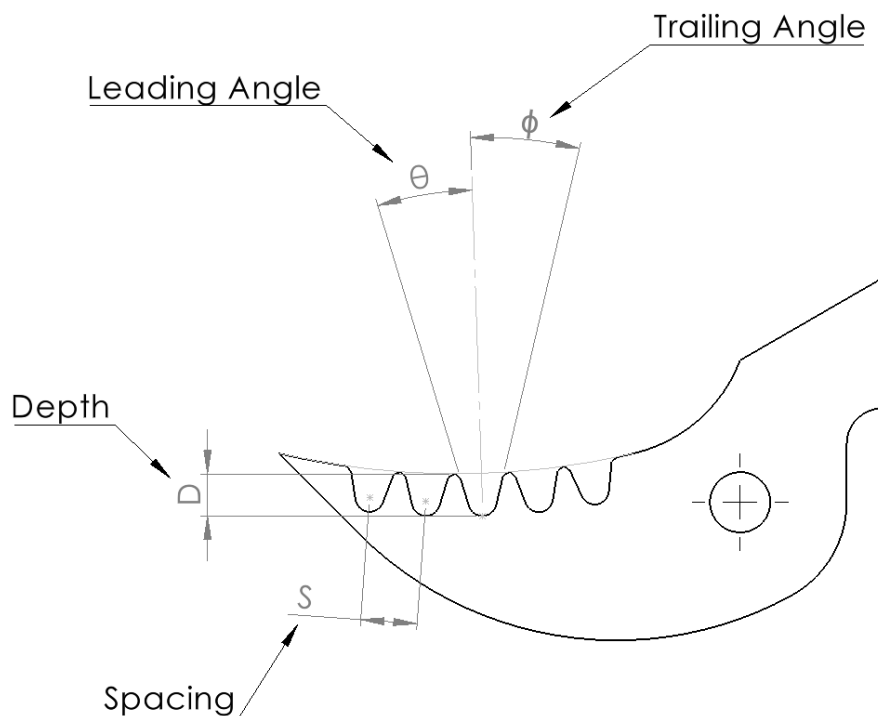 Trailing Angle
Leading Angle
ϕ
θ
Depth
D
S
Spacing